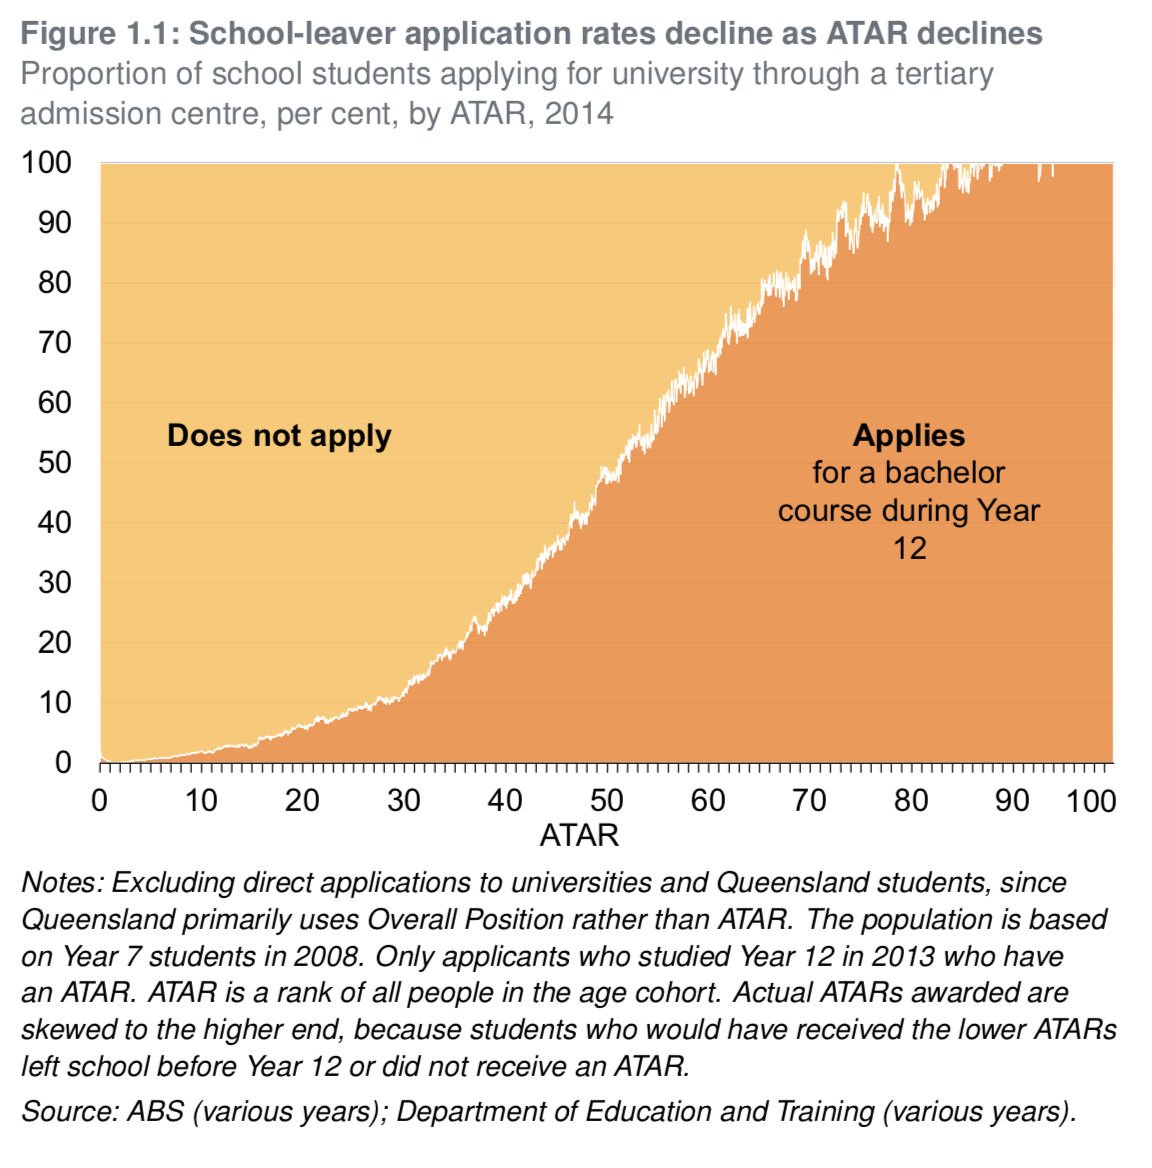 Figure 1.1: School-leaver application rates decline as ATAR declines
Proportion of school students applying for university through a tertiary
admission centre, per cent, by ATAR, 2014
100
90
80
70
60
50
40
30
20
10
0
Does not apply
Applies
for a bachelor
course during Year
12
0 10 20 30 40 50 60 70 80 90 100
ATAR
Notes: Excluding direct applications to universities and Queensland students, since
Queensland primarily uses Overall Position rather than ATAR. The population is based
on Year 7 students in 2008. Only applicants who studied Year 12 in 2013 who have
an ATAR. ATAR is a rank of all people in the age cohort. Actual ATARs awarded are
skewed to the higher end, because students who would have received the lower ATARs
left school before Year 12 or did not receive an ATAR.
Source: ABS (various years); Department of Education and Training (various years).